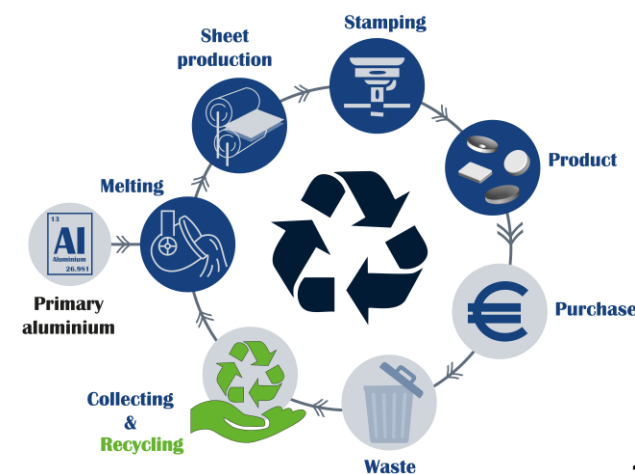 Stamping
Sheet
production
Product
Melting
13
Al
Aluminium
26.981
Primary
aluminium
€
Purchase
Collecting
&
Recycling
Waste